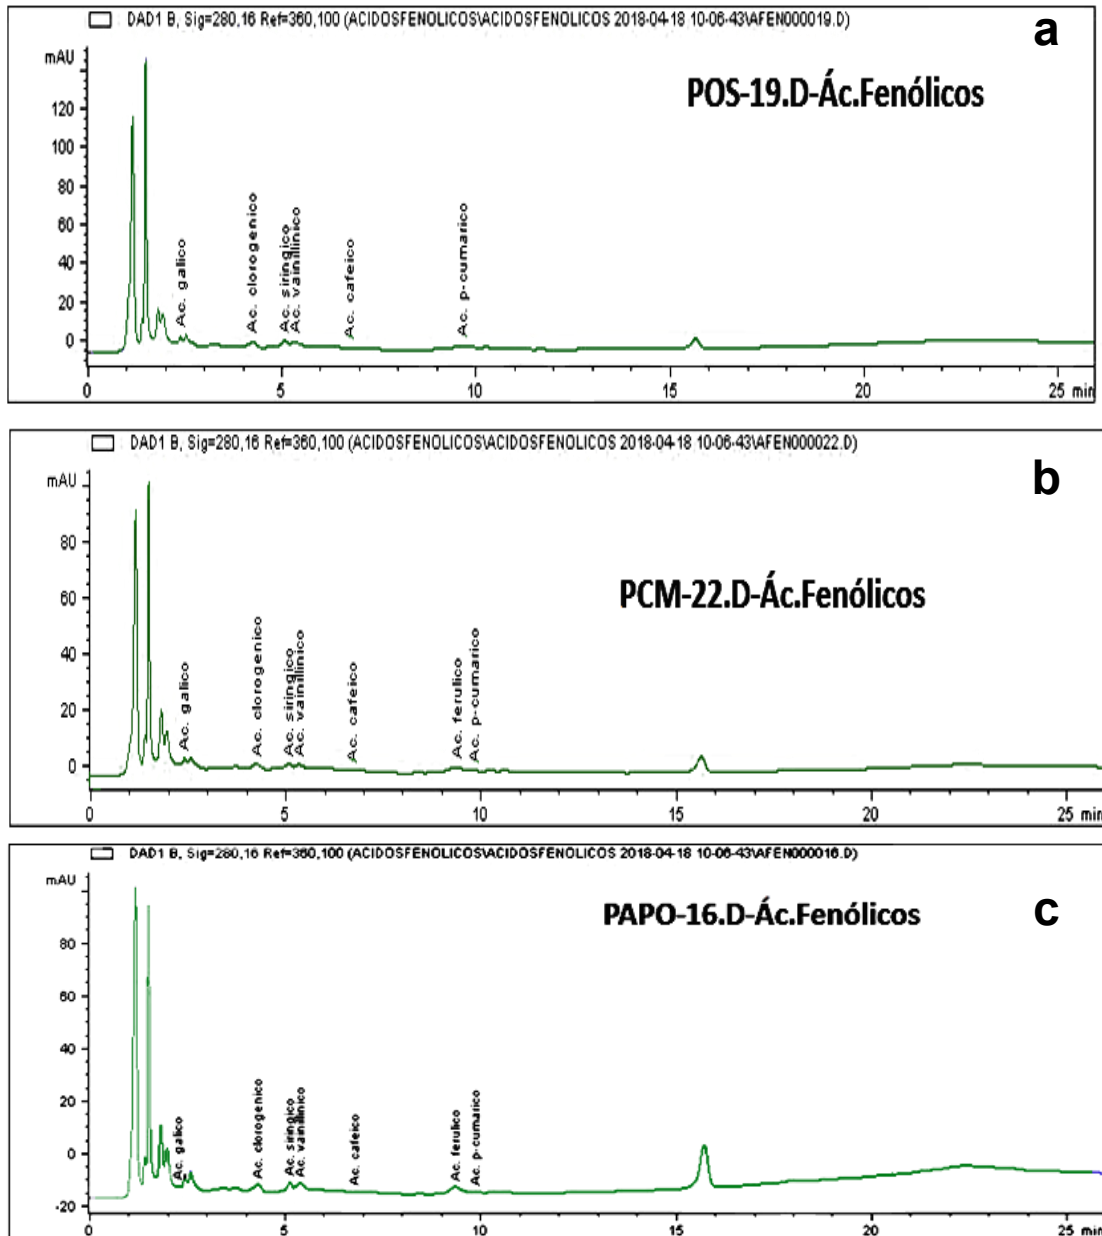 DAD1 B, Sig=280,16 Ref=360,100 (ACIDOSFENOLICOS\ACIDOSFENOLICOS 2018-04-18 10-06-43\AFEN000019.D)
a
mAU
POS-19.D-Ác.Fenólicos
120
100
80
60
40
20
0
Ac. galico
Ac. clorogenico
Ac. siringico
Ac. vainillinico
Ac. cafeico
Ac. p-cumarico
0 5 10 15 20 25 min
DAD1 B, Sig=280,16 Ref=360,100 (ACIDOSFENOLICOS\ACIDOSFENOLICOS 2018-04-18 10-06-43\AFEN000022.D)
b
mAU
PCM-22.D-Ác.Fenólicos
80
60
40
20
0
Ac. galico
Ac. clorogenico
Ac. siringico
Ac. vainillinico
Ac. cafeico
Ac. ferulico
Ac. p-cumarico
0 5 10 15 20 25 min
DAD1 B, Sig=280,16 Ref=360,100 (ACIDOSFENOLICOS\ACIDOSFENOLICOS 2018-04-18 10-06-43\AFEN000016.D)
c
mAU
PAPO-16.D-Ác.Fenólicos
80
60
40
20
0
-20
Ac. galico
Ac. clorogenico
Ac. siringico
Ac. vainillinico
Ac. cafeico
Ac. ferulico
Ac. p-cumarico
0 5 10 15 20 25 min